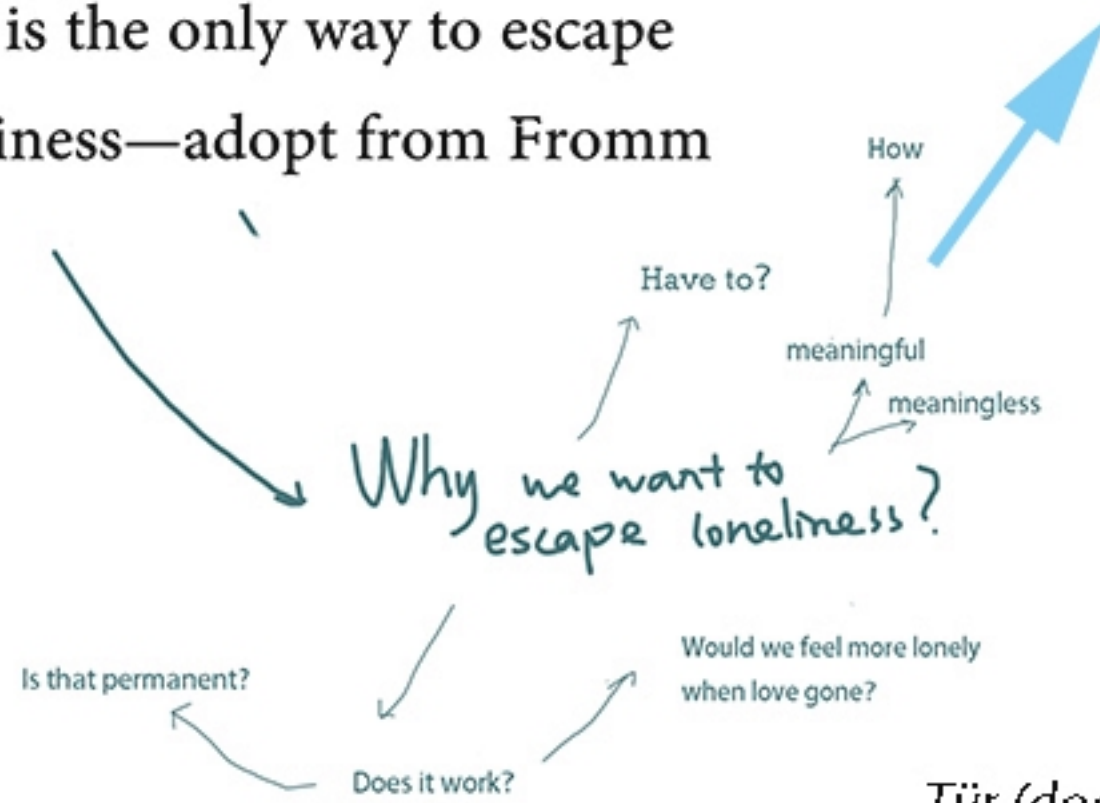 is the only way to escape
iness—adopt from Fromm
How
Have to?
meaningful
meaningless
Why we want to
escape loneliness?
Would we feel more lonely
when love gone?
Is that permanent?
Does it work?
Tür